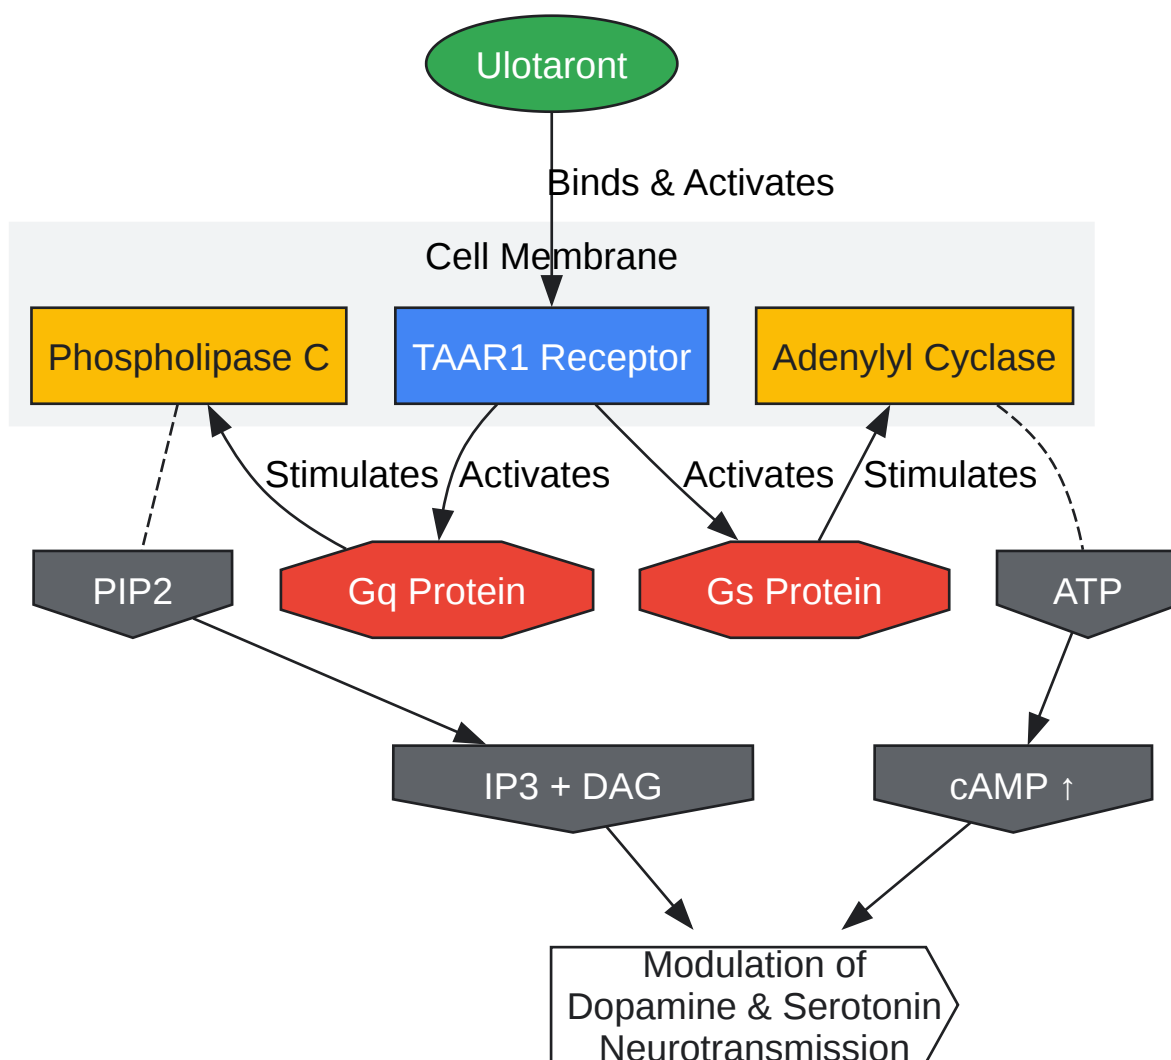 Ulotaront
Binds & Activates
Cell Membrane
Phospholipase C
TAAR1 Receptor
Adenylyl Cyclase
Stimulates
Activates
Activates
Stimulates
PIP2
Gq Protein
Gs Protein
ATP
IP3 + DAG
cAMP ↑
Modulation of
Dopamine & Serotonin
Neurotransmission